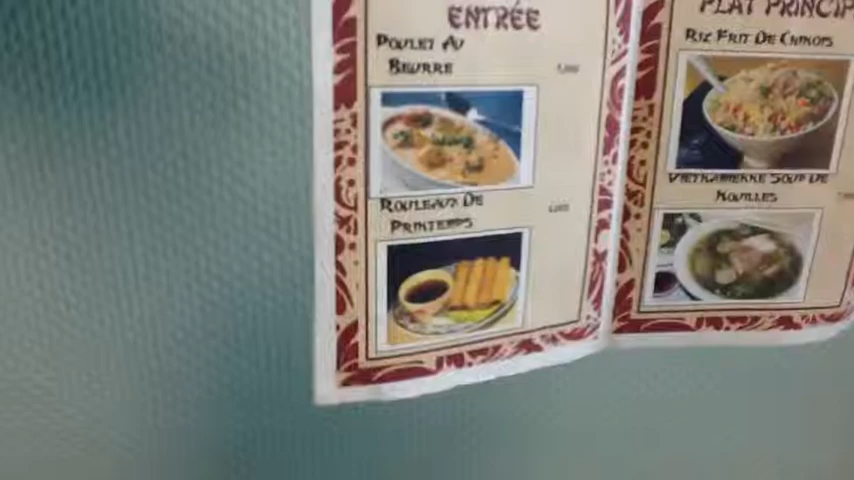 ENTRÉE
POULET AU
BEURRE
ROULEAUX DE
PRINTEMPS
PLAT PRINCIP
RIZ FRIT DE CHINOIS
VIETNAMIENNE SOUP DE
NOUILLES